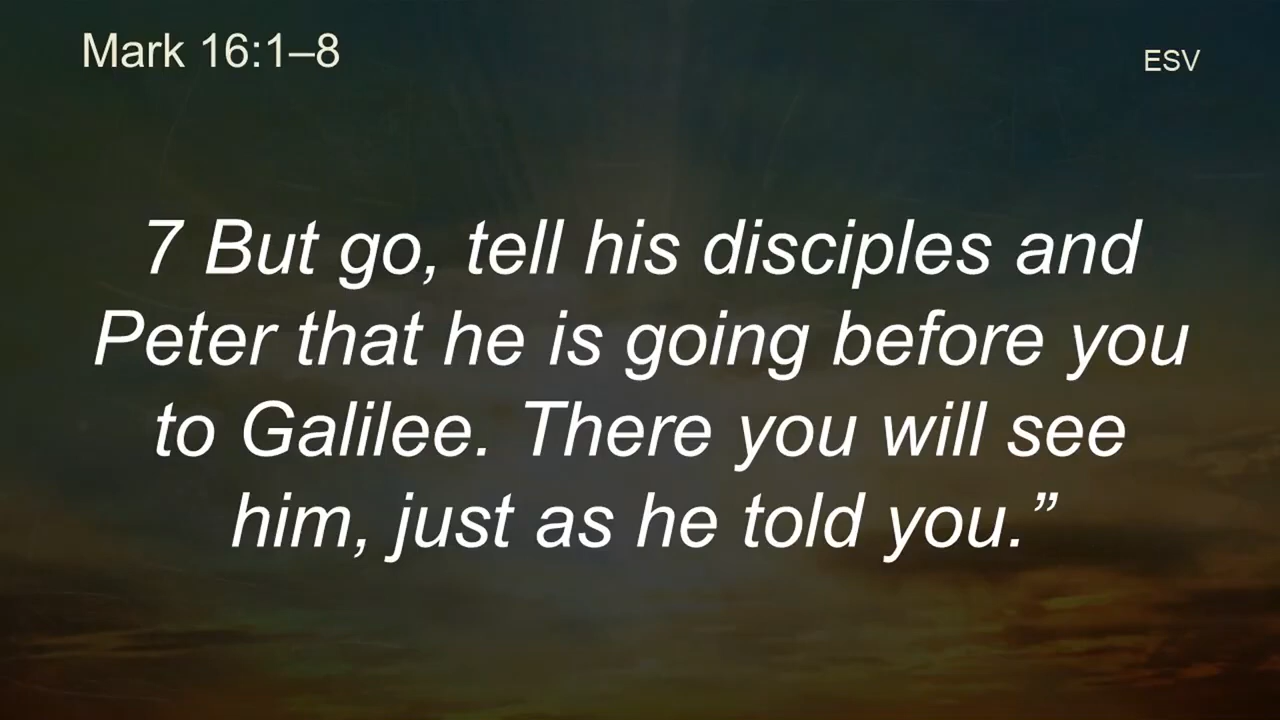 Mark 16:1–8
ESV
7 But go, tell his disciples and
Peter that he is going before you
to Galilee. There you will see
him, just as he told you.”